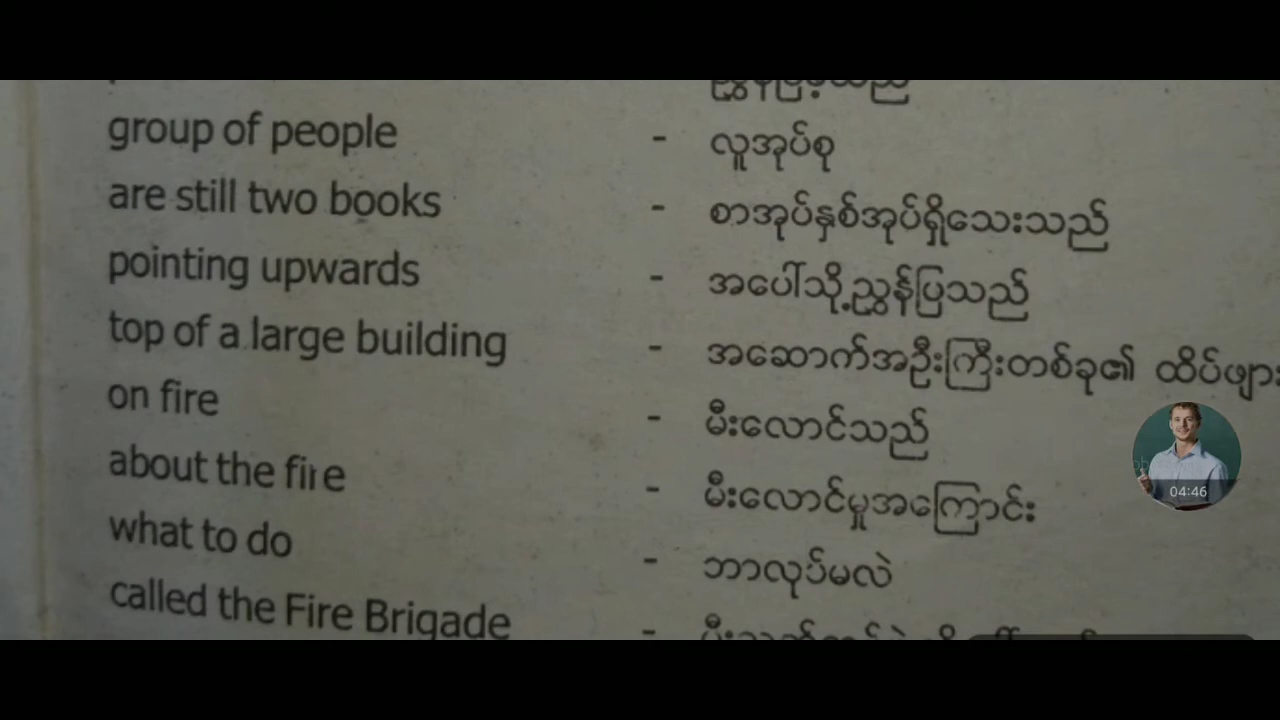 group of people - လူအုပ်စု
are still two books - စာအုပ်နှစ်အုပ်ရှိသေးသည်
pointing upwards - အပေါ်သို့ညွှန်ပြသည်
top of a large building - အဆောက်အဦးကြီးတစ်ခု၏ ထိပ်ဖျား
on fire - မီးလောင်သည်
about the fire - မီးလောင်မှုအကြောင်း
what to do - ဘာလုပ်မလဲ
called the Fire Brigade -
04:46